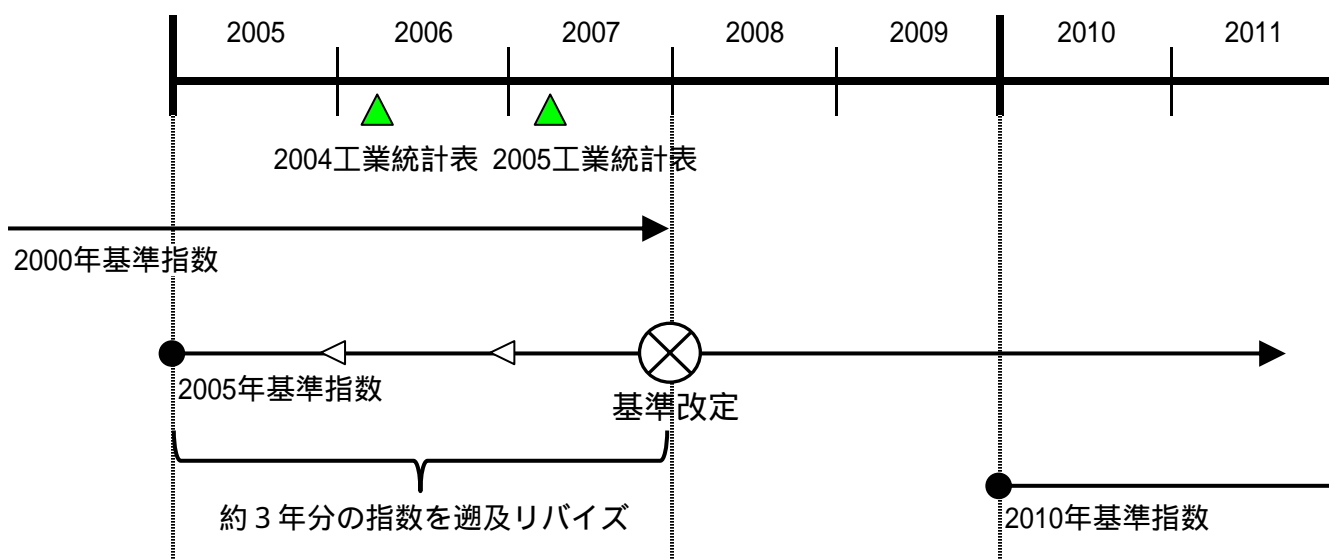 2005 2006 2007 2008 2009 2010 2011
2004工業統計表 2005工業統計表
2000年基準指数
2005年基準指数
基準改定
約３年分の指数を遡及リバイズ
2010年基準指数